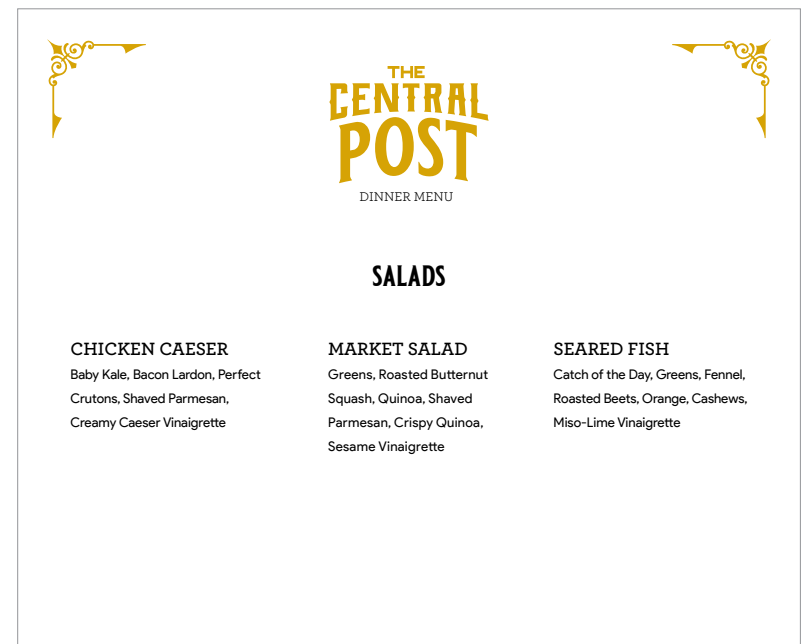 THE
CENTRAL
POST
DINNER MENU
SALADS
CHICKEN CAESER
Baby Kale, Bacon Lardon, Perfect
Crutons, Shaved Parmesan,
Creamy Caeser Vinaigrette
MARKET SALAD
Greens, Roasted Butternut
Squash, Quinoa, Shaved
Parmesan, Crispy Quinoa,
Sesame Vinaigrette
SEARED FISH
Catch of the Day, Greens, Fennel,
Roasted Beets, Orange, Cashews,
Miso-Lime Vinaigrette